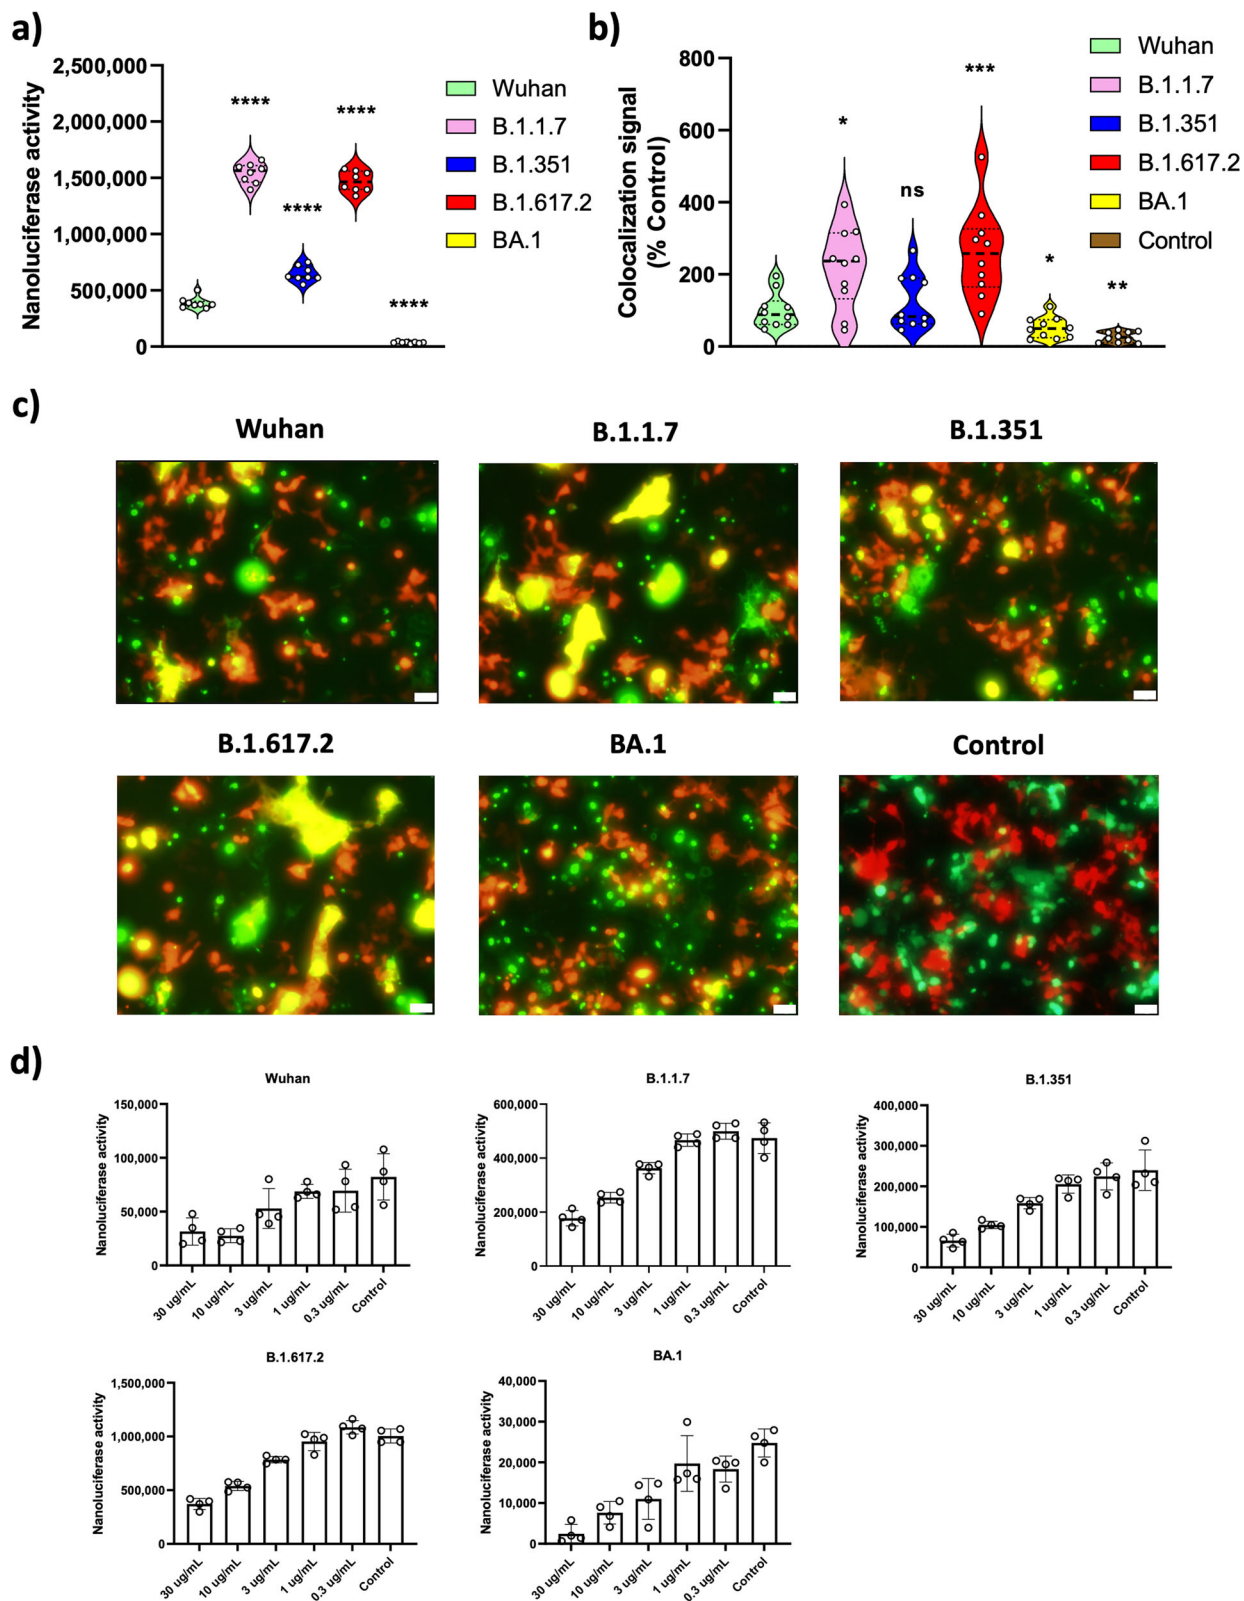 a)
Nanoluciferase activity
2,500,000
2,000,000
1,500,000
1,000,000
500,000
0
****
****
****
****
Wuhan
B.1.1.7
B.1.351
B.1.617.2
BA.1
b)
Colocalization signal
(% Control)
800
600
400
200
0
*
ns
***
*
**
Wuhan
B.1.1.7
B.1.351
B.1.617.2
BA.1
Control
c)
Wuhan
B.1.1.7
B.1.351
B.1.617.2
BA.1
Control
d)
Wuhan
Nanoluciferase activity
150,000
100,000
50,000
0
30 ug/mL
10 ug/mL
3 ug/mL
1 ug/mL
0.3 ug/mL
Control
B.1.1.7
Nanoluciferase activity
600,000
400,000
200,000
0
30 ug/mL
10 ug/mL
3 ug/mL
1 ug/mL
0.3 ug/mL
Control
B.1.351
Nanoluciferase activity
400,000
300,000
200,000
100,000
0
30 ug/mL
10 ug/mL
3 ug/mL
1 ug/mL
0.3 ug/mL
Control
B.1.617.2
Nanoluciferase activity
1,500,000
1,000,000
500,000
0
30 ug/mL
10 ug/mL
3 ug/mL
1 ug/mL
0.3 ug/mL
Control
BA.1
Nanoluciferase activity
40,000
30,000
20,000
10,000
0
30 ug/mL
10 ug/mL
3 ug/mL
1 ug/mL
0.3 ug/mL
Control